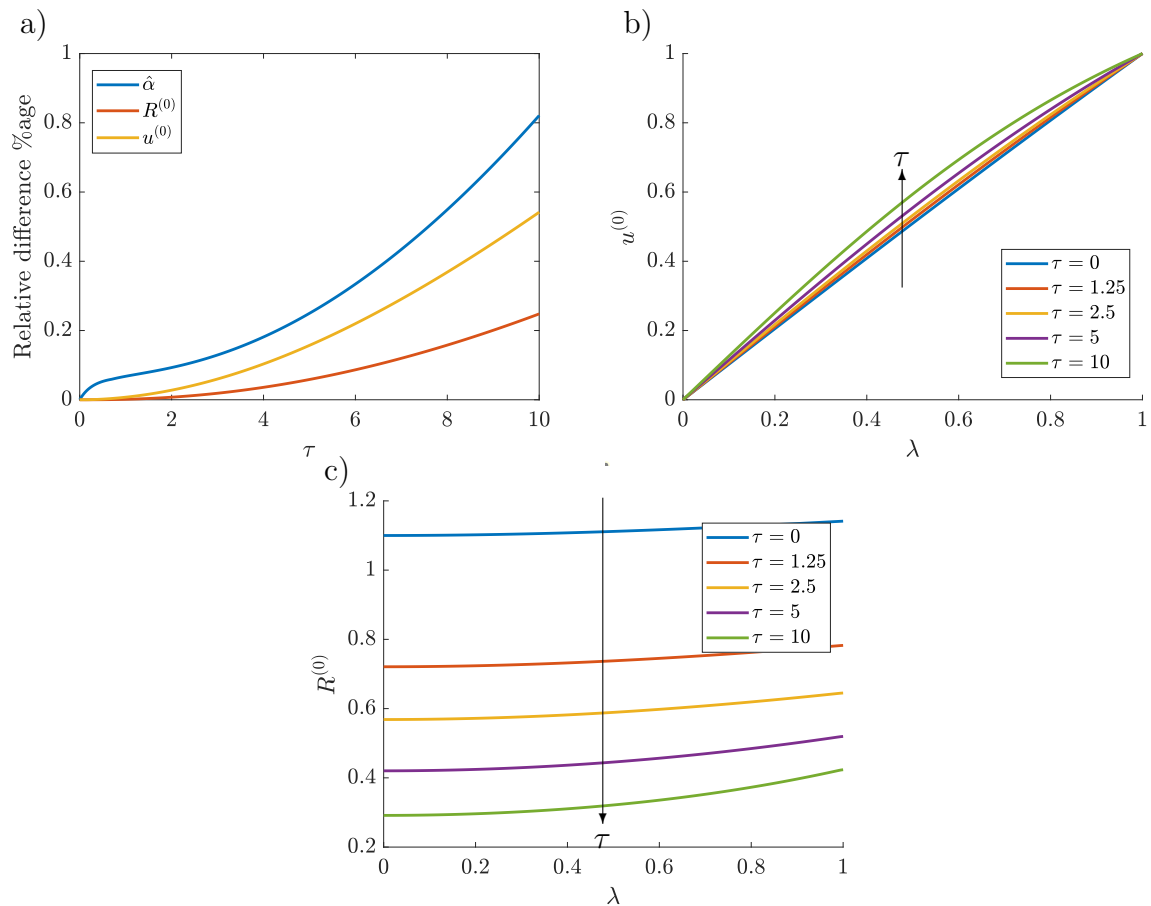 a)
Relative difference %age
1
0.8
0.6
0.4
0.2
0
0 2 4 6 8 10
τ
α̂
R⁽⁰⁾
u⁽⁰⁾
b)
u⁽⁰⁾
1
0.8
0.6
0.4
0.2
0
0 0.2 0.4 0.6 0.8 1
λ
τ
τ = 0
τ = 1.25
τ = 2.5
τ = 5
τ = 10
c)
R⁽⁰⁾
1.2
1
0.8
0.6
0.4
0.2
0 0.2 0.4 0.6 0.8 1
λ
τ
τ = 0
τ = 1.25
τ = 2.5
τ = 5
τ = 10